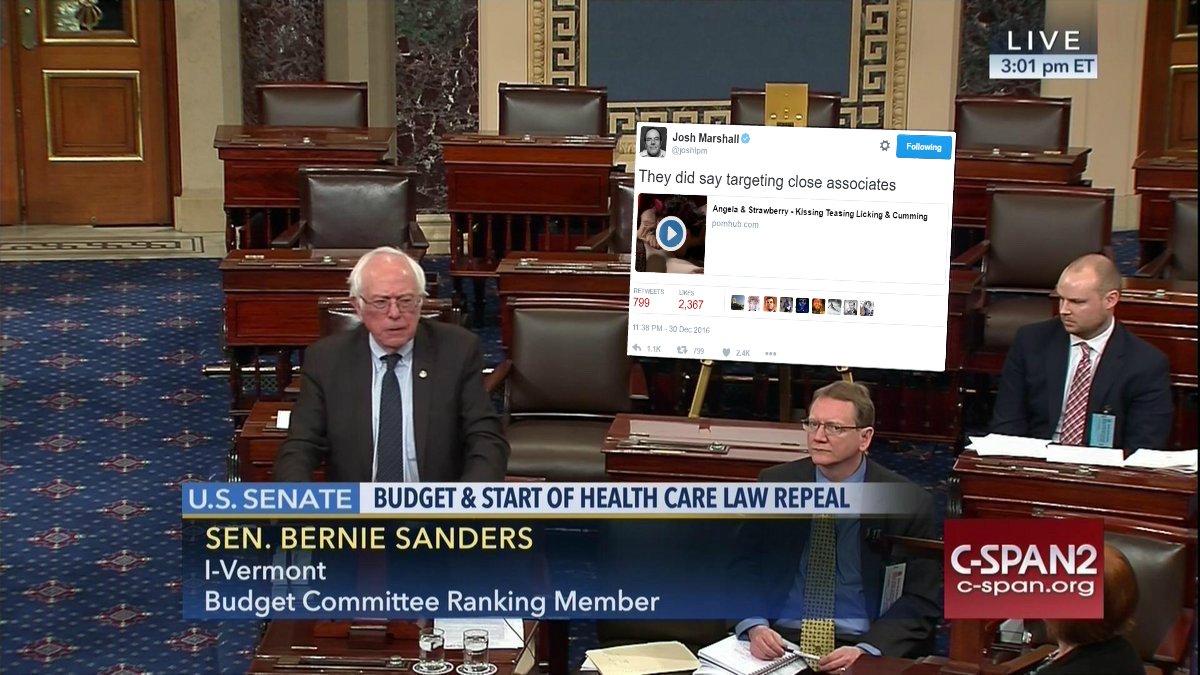 LIVE
3:01 pm ET
Josh Marshall
@joshtpm
Following
They did say targeting close associates
Angela & Strawberry - Kissing Teasing Licking & Cumming
pornhub.com
RETWEETS
LIKES
799
2,367
11:38 PM - 30 Dec 2016
1.1K
799
2.4K
U.S. SENATE
BUDGET & START OF HEALTH CARE LAW REPEAL
SEN. BERNIE SANDERS
I-Vermont
Budget Committee Ranking Member
C-SPAN2
c-span.org